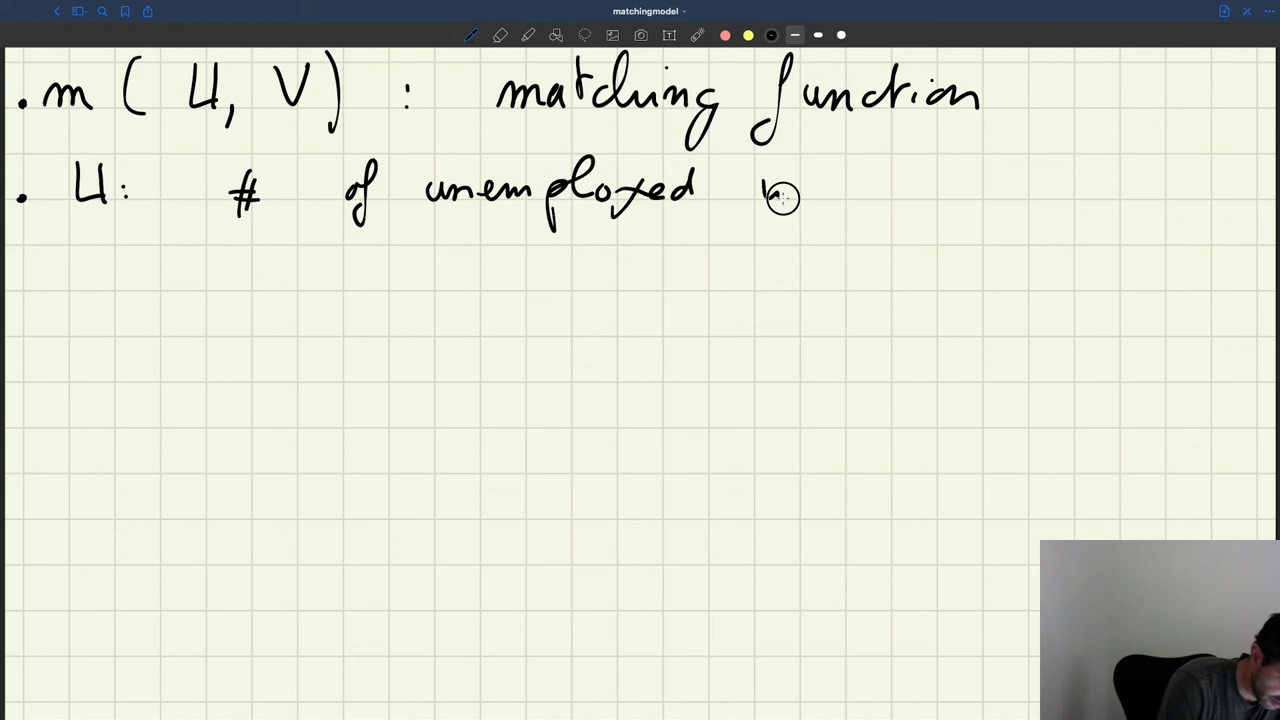 matchingmodel
. m ( U, V ) : matching function
. U: # of unemployed